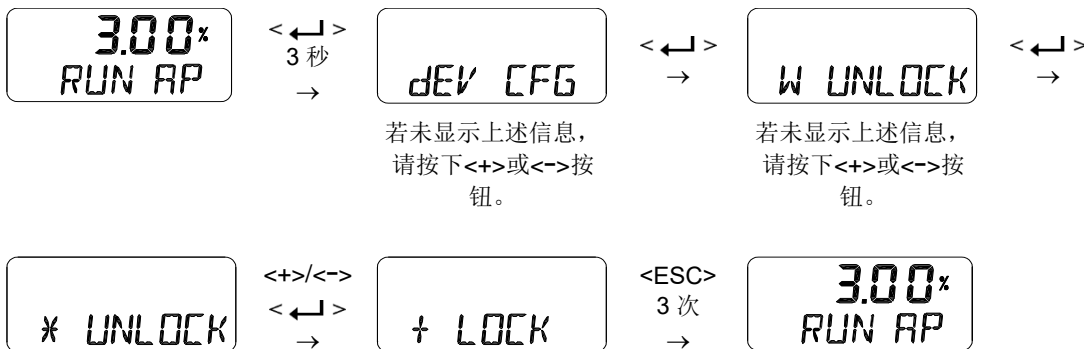 3.00%
RUN AP
< ↵ >
3 秒
→
dEV CFG
若未显示上述信息，
请按下<+>或<->按
钮。
< ↵ >
→
W UNLOCK
若未显示上述信息，
请按下<+>或<->按
钮。
< ↵ >
→
* UNLOCK
<+>/<->
< ↵ >
→
+ LOCK
<ESC>
3 次
→
3.00%
RUN AP